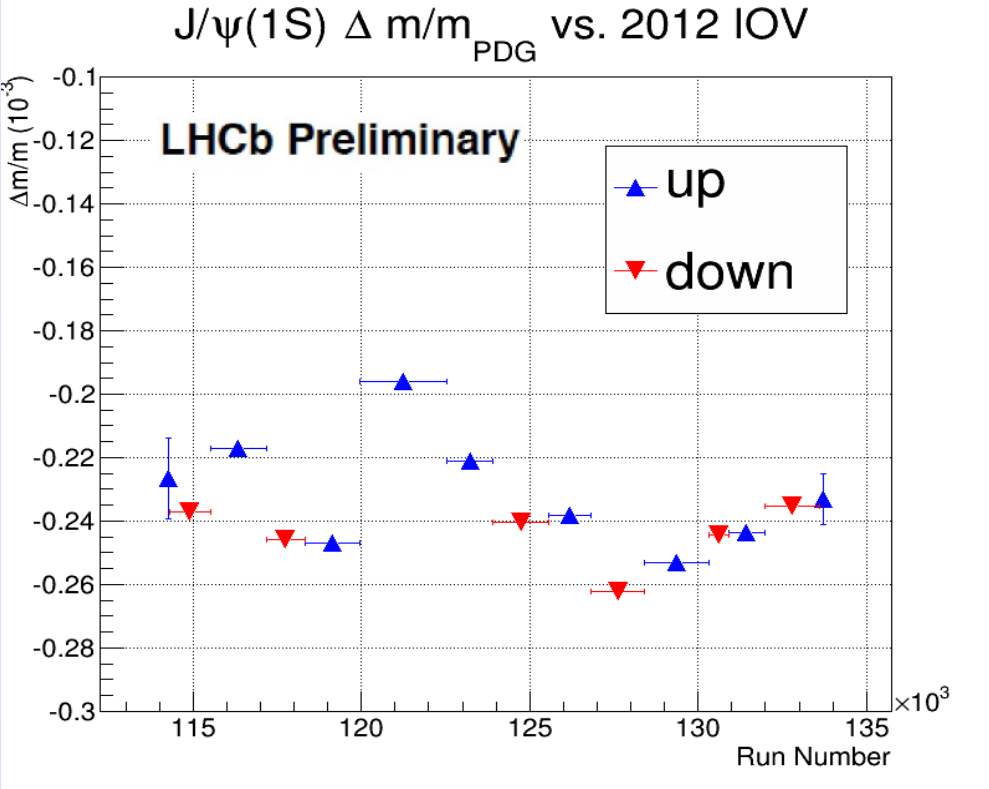 J/ψ(1S) Δ m/m_PDG vs. 2012 IOV
Δm/m (10⁻³)
LHCb Preliminary
up
down
-0.1
-0.12
-0.14
-0.16
-0.18
-0.2
-0.22
-0.24
-0.26
-0.28
-0.3
115 120 125 130 135
×10³
Run Number